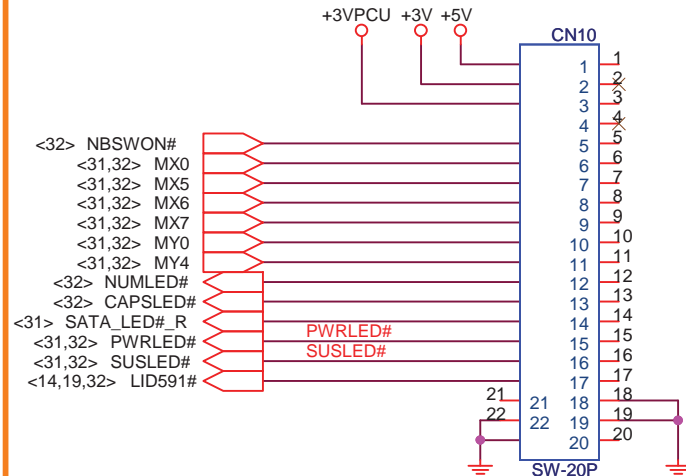 +3VPCU +3V +5V
CN10
1 1
2 2
3 3
4 4
<32> NBSWON# 5 5
<31,32> MX0 6 6
<31,32> MX5 7 7
<31,32> MX6 8 8
<31,32> MX7 9 9
<31,32> MY0 10 10
<31,32> MY4 11 11
<32> NUMLED# 12 12
<32> CAPSLED# 13 13
<31> SATA_LED#_R 14 14
<31,32> PWRLED# PWRLED# 15 15
<31,32> SUSLED# SUSLED# 16 16
<14,19,32> LID591# 17 17
21 21 18 18
22 22 19 19
20 20
SW-20P